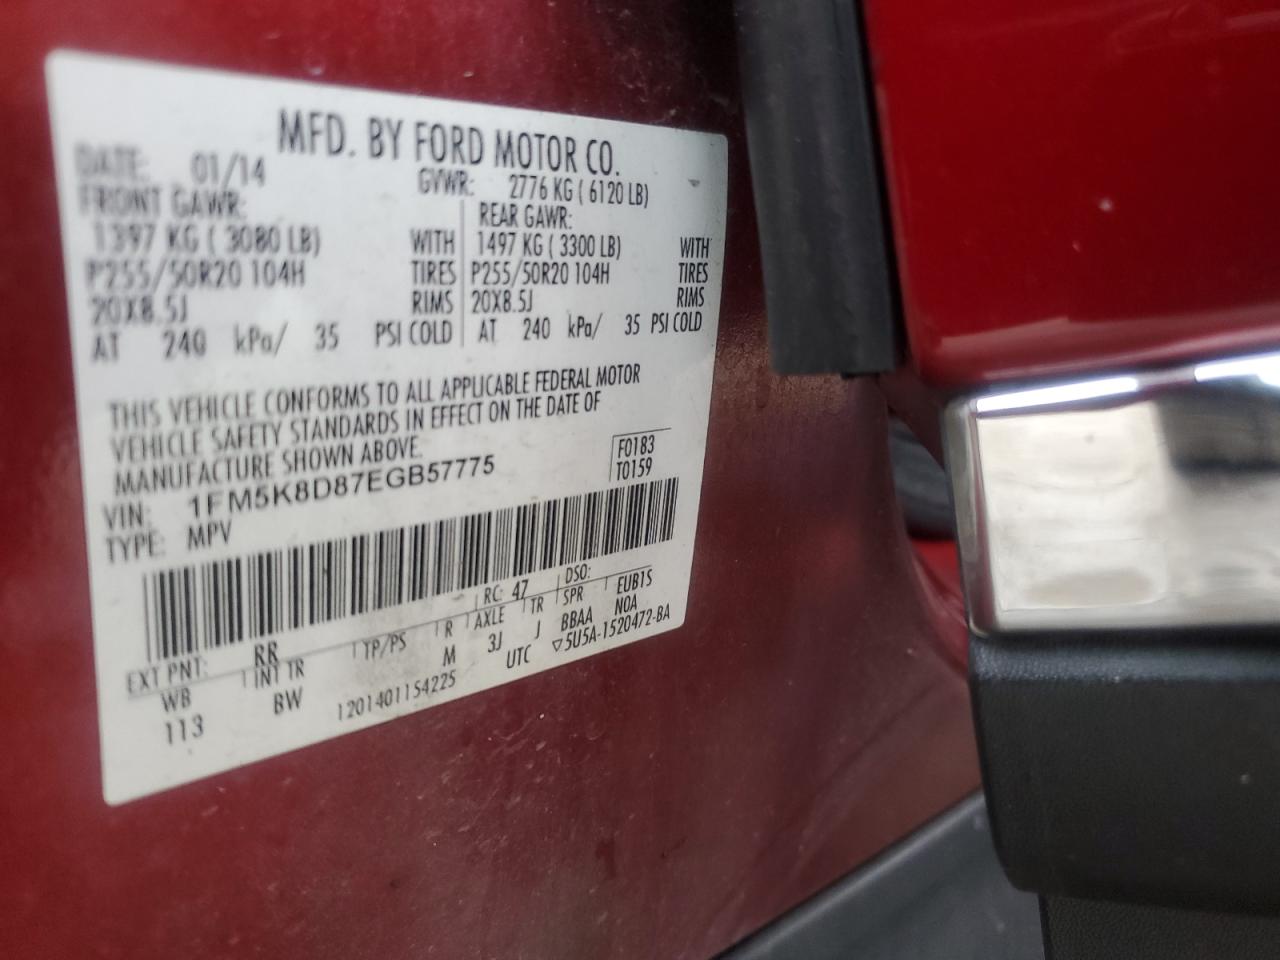 MFD. BY FORD MOTOR CO.
DATE: 01/14 GVWR: 2776 KG ( 6120 LB)
FRONT GAWR: REAR GAWR:
1397 KG ( 3080 LB) WITH 1497 KG ( 3300 LB) WITH
P255/50R20 104H TIRES P255/50R20 104H TIRES
20X8.5J RIMS 20X8.5J RIMS
AT 240 kPa/ 35 PSI COLD AT 240 kPa/ 35 PSI COLD
THIS VEHICLE CONFORMS TO ALL APPLICABLE FEDERAL MOTOR
VEHICLE SAFETY STANDARDS IN EFFECT ON THE DATE OF
MANUFACTURE SHOWN ABOVE.
F0183
VIN: 1FM5K8D87EGB57775 T0159
TYPE: MPV
RC: 47 DSO:
EXT PNT: RR
WB INT TR TP/PS R AXLE TR SPR EUB1S
113 BW M 3J J BBAA NOA
1201401154225 UTC ▽5U5A-1520472-BA